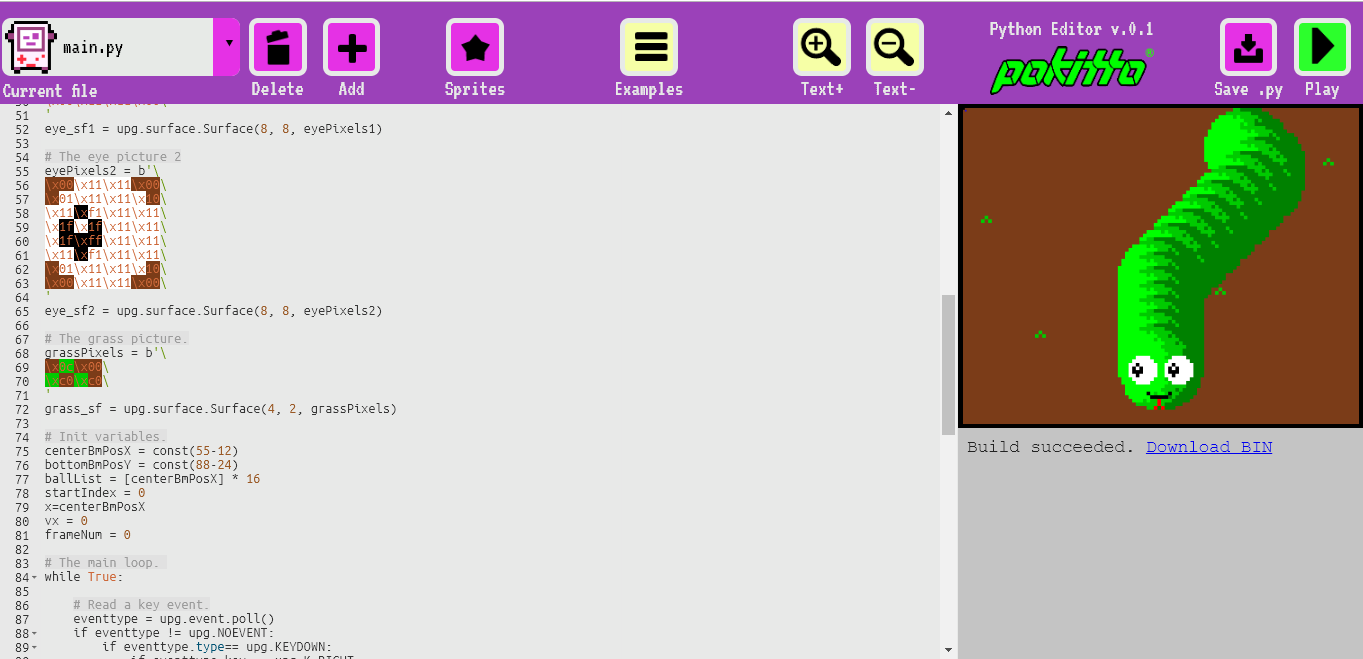 main.py
Current file
Delete
Add
Sprites
Examples
Text+
Text-
Python Editor v.0.1
pokitto®
Save .py
Play
51 '
52 eye_sf1 = upg.surface.Surface(8, 8, eyePixels1)
53
54 # The eye picture 2
55 eyePixels2 = b'\
56 \x00\x11\x11\x00\
57 \x01\x11\x11\x10\
58 \x11\xf1\x11\x11\
59 \x1f\x1f\x11\x11\
60 \x1f\xff\x11\x11\
61 \x11\xf1\x11\x11\
62 \x01\x11\x11\x10\
63 \x00\x11\x11\x00\
64 '
65 eye_sf2 = upg.surface.Surface(8, 8, eyePixels2)
66
67 # The grass picture.
68 grassPixels = b'\
69 \x0c\x00\
70 \xc0\xc0\
71 '
72 grass_sf = upg.surface.Surface(4, 2, grassPixels)
73
74 # Init variables.
75 centerBmPosX = const(55-12)
76 bottomBmPosY = const(88-24)
77 ballList = [centerBmPosX] * 16
78 startIndex = 0
79 x=centerBmPosX
80 vx = 0
81 frameNum = 0
82
83 # The main loop.
84 while True:
85
86 # Read a key event.
87 eventtype = upg.event.poll()
88 if eventtype != upg.NOEVENT:
89 if eventtype.type== upg.KEYDOWN:
Build succeeded. Download BIN